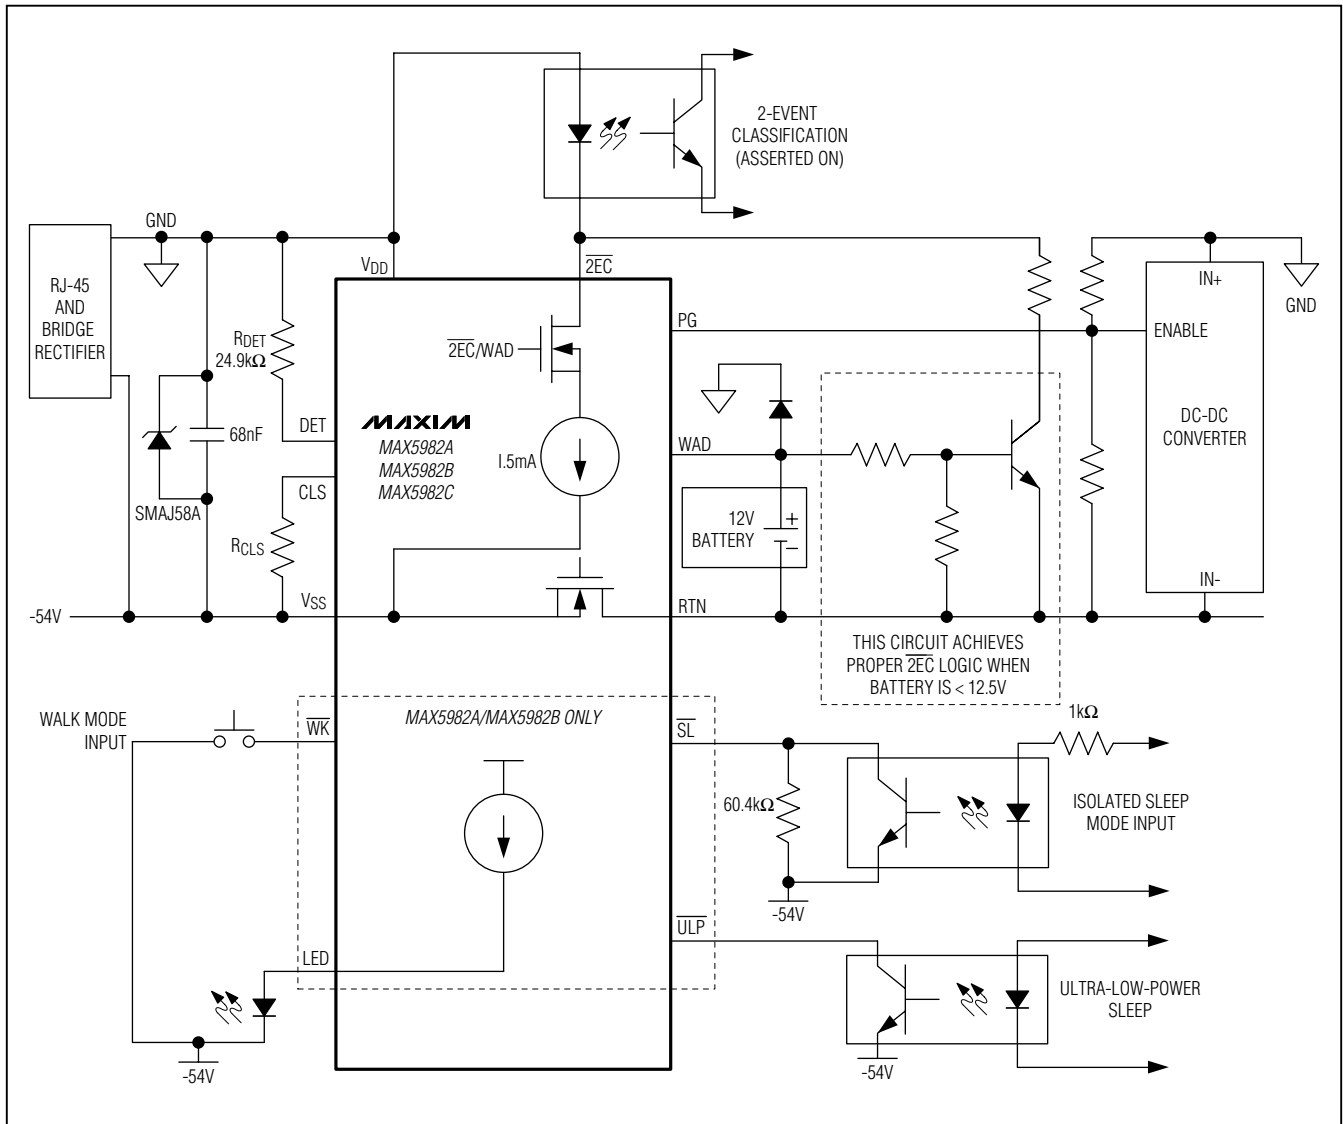 2-EVENT
CLASSIFICATION
(ASSERTED ON)
GND
RJ-45
AND
BRIDGE
RECTIFIER
VDD
2EC
IN+
GND
RDET
24.9kΩ
2EC/WAD
PG
ENABLE
DET
MAXIM
MAX5982A
MAX5982B
MAX5982C
68nF
1.5mA
WAD
DC-DC
CONVERTER
CLS
SMAJ58A
12V
BATTERY
+
–
RCLS
IN-
-54V
VSS
RTN
THIS CIRCUIT ACHIEVES
PROPER 2EC LOGIC WHEN
BATTERY IS < 12.5V
WALK MODE
INPUT
WK
MAX5982A/MAX5982B ONLY
SL
1kΩ
60.4kΩ
ISOLATED SLEEP
MODE INPUT
-54V
ULP
LED
ULTRA-LOW-POWER
SLEEP
-54V
-54V